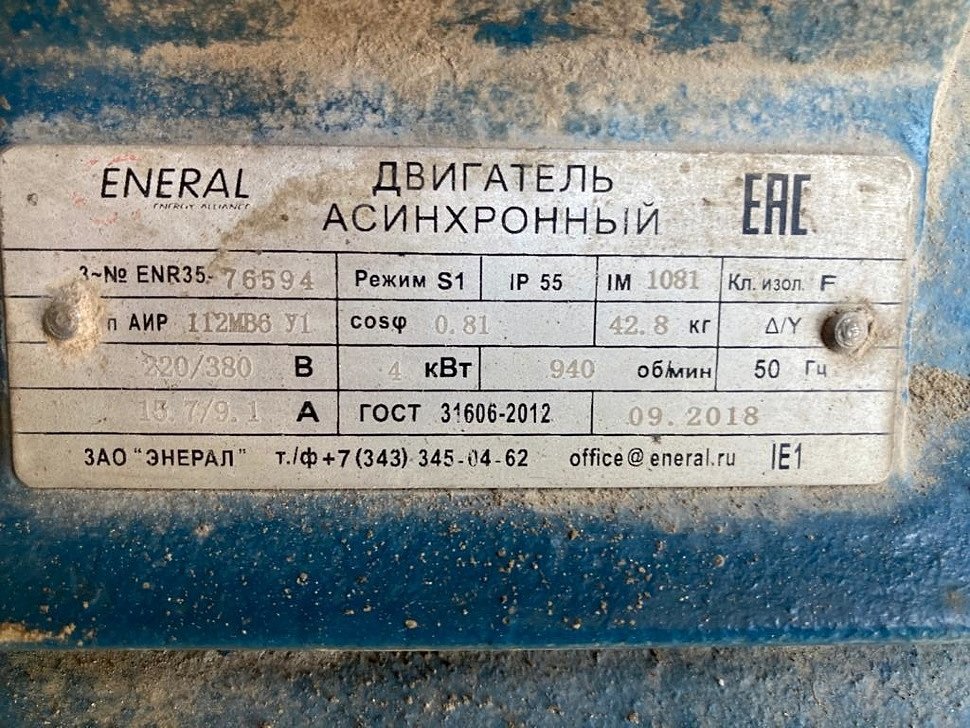 ENERAL
ENERGY ALLIANCE
ДВИГАТЕЛЬ
АСИНХРОННЫЙ
EAC
3~№ ENR35-76594 Режим S1 IP 55 IM 1081 Кл. изол. F
п АИР 112МВ6 У1 cosφ 0.81 42.8 кг Δ/Y
220/380 В 4 кВт 940 об/мин 50 Гц
15.7/9.1 А ГОСТ 31606-2012 09.2018
ЗАО "ЭНЕРАЛ" т./ф+7 (343) 345-04-62 office@eneral.ru IE1